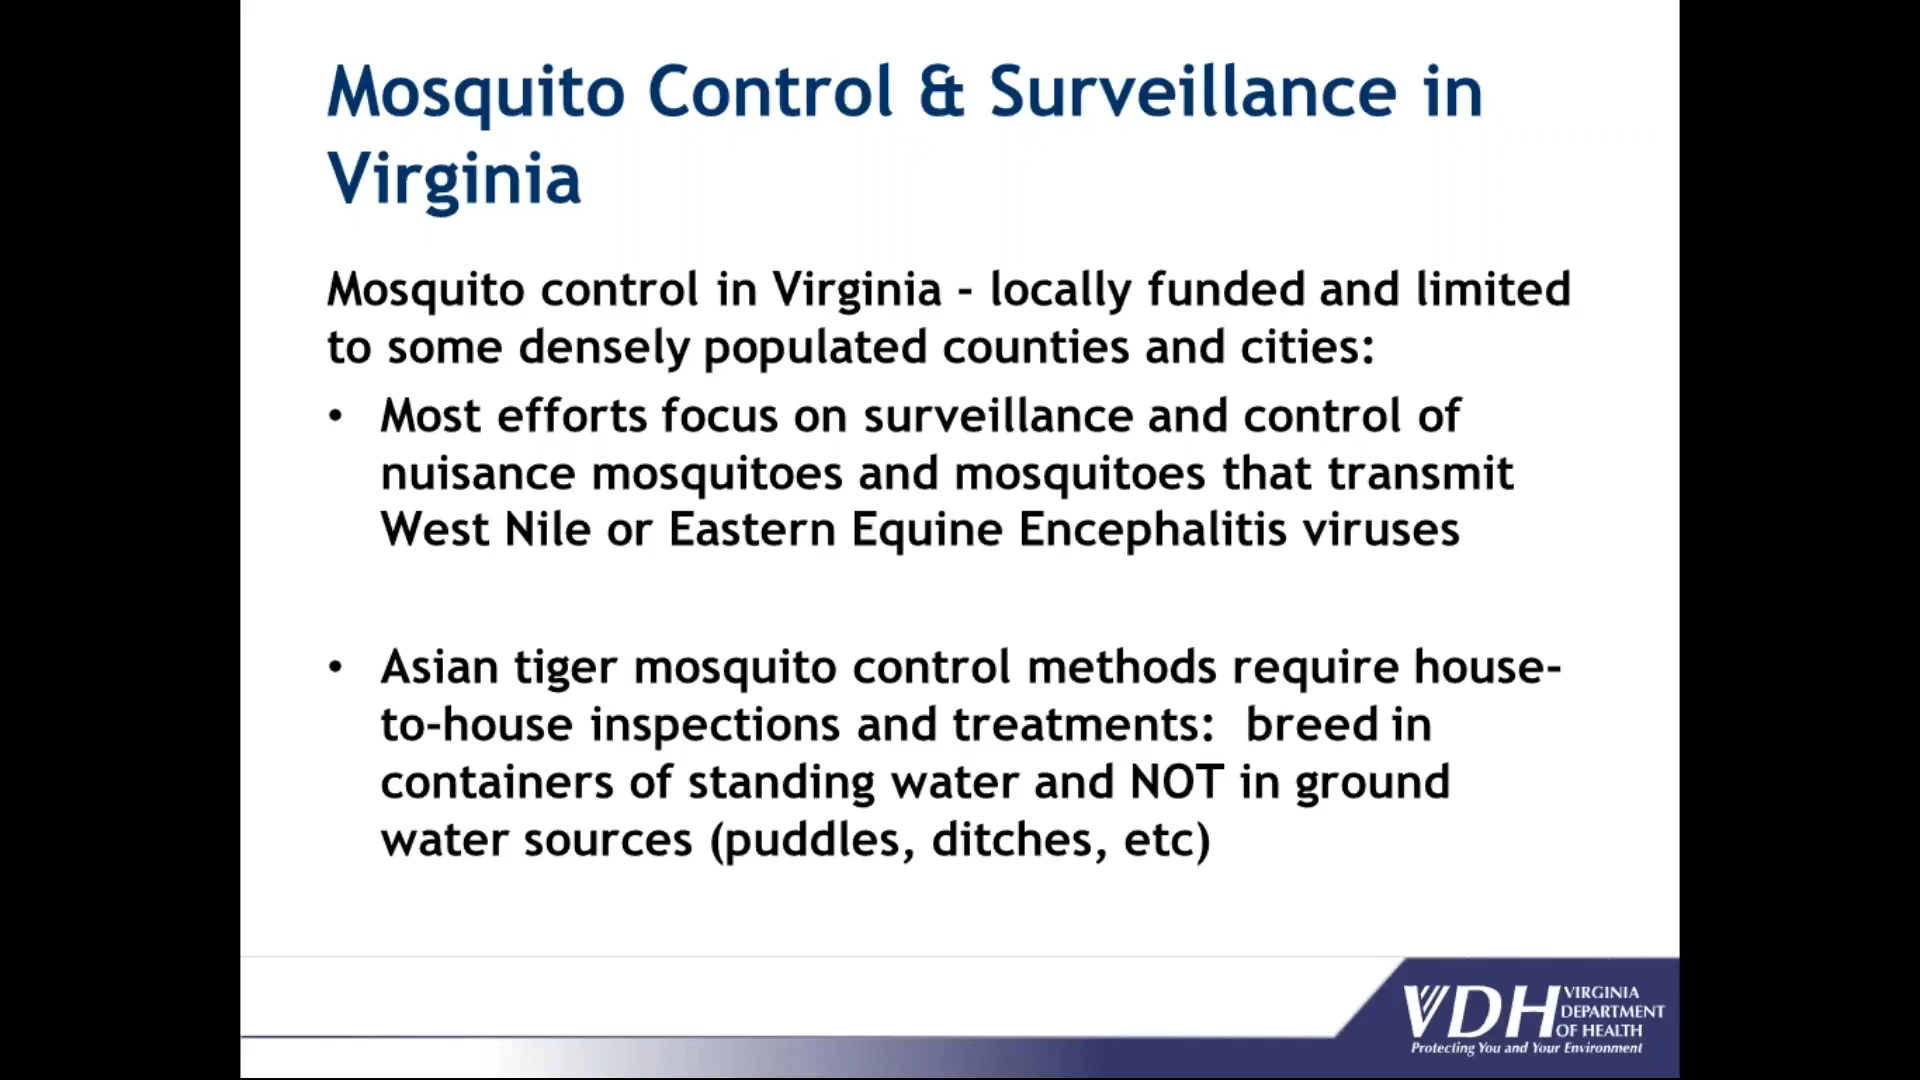 Mosquito Control & Surveillance in
Virginia
Mosquito control in Virginia - locally funded and limited
to some densely populated counties and cities:
• Most efforts focus on surveillance and control of
nuisance mosquitoes and mosquitoes that transmit
West Nile or Eastern Equine Encephalitis viruses
• Asian tiger mosquito control methods require house-
to-house inspections and treatments:  breed in
containers of standing water and NOT in ground
water sources (puddles, ditches, etc)
VDH VIRGINIA
DEPARTMENT
OF HEALTH
Protecting You and Your Environment